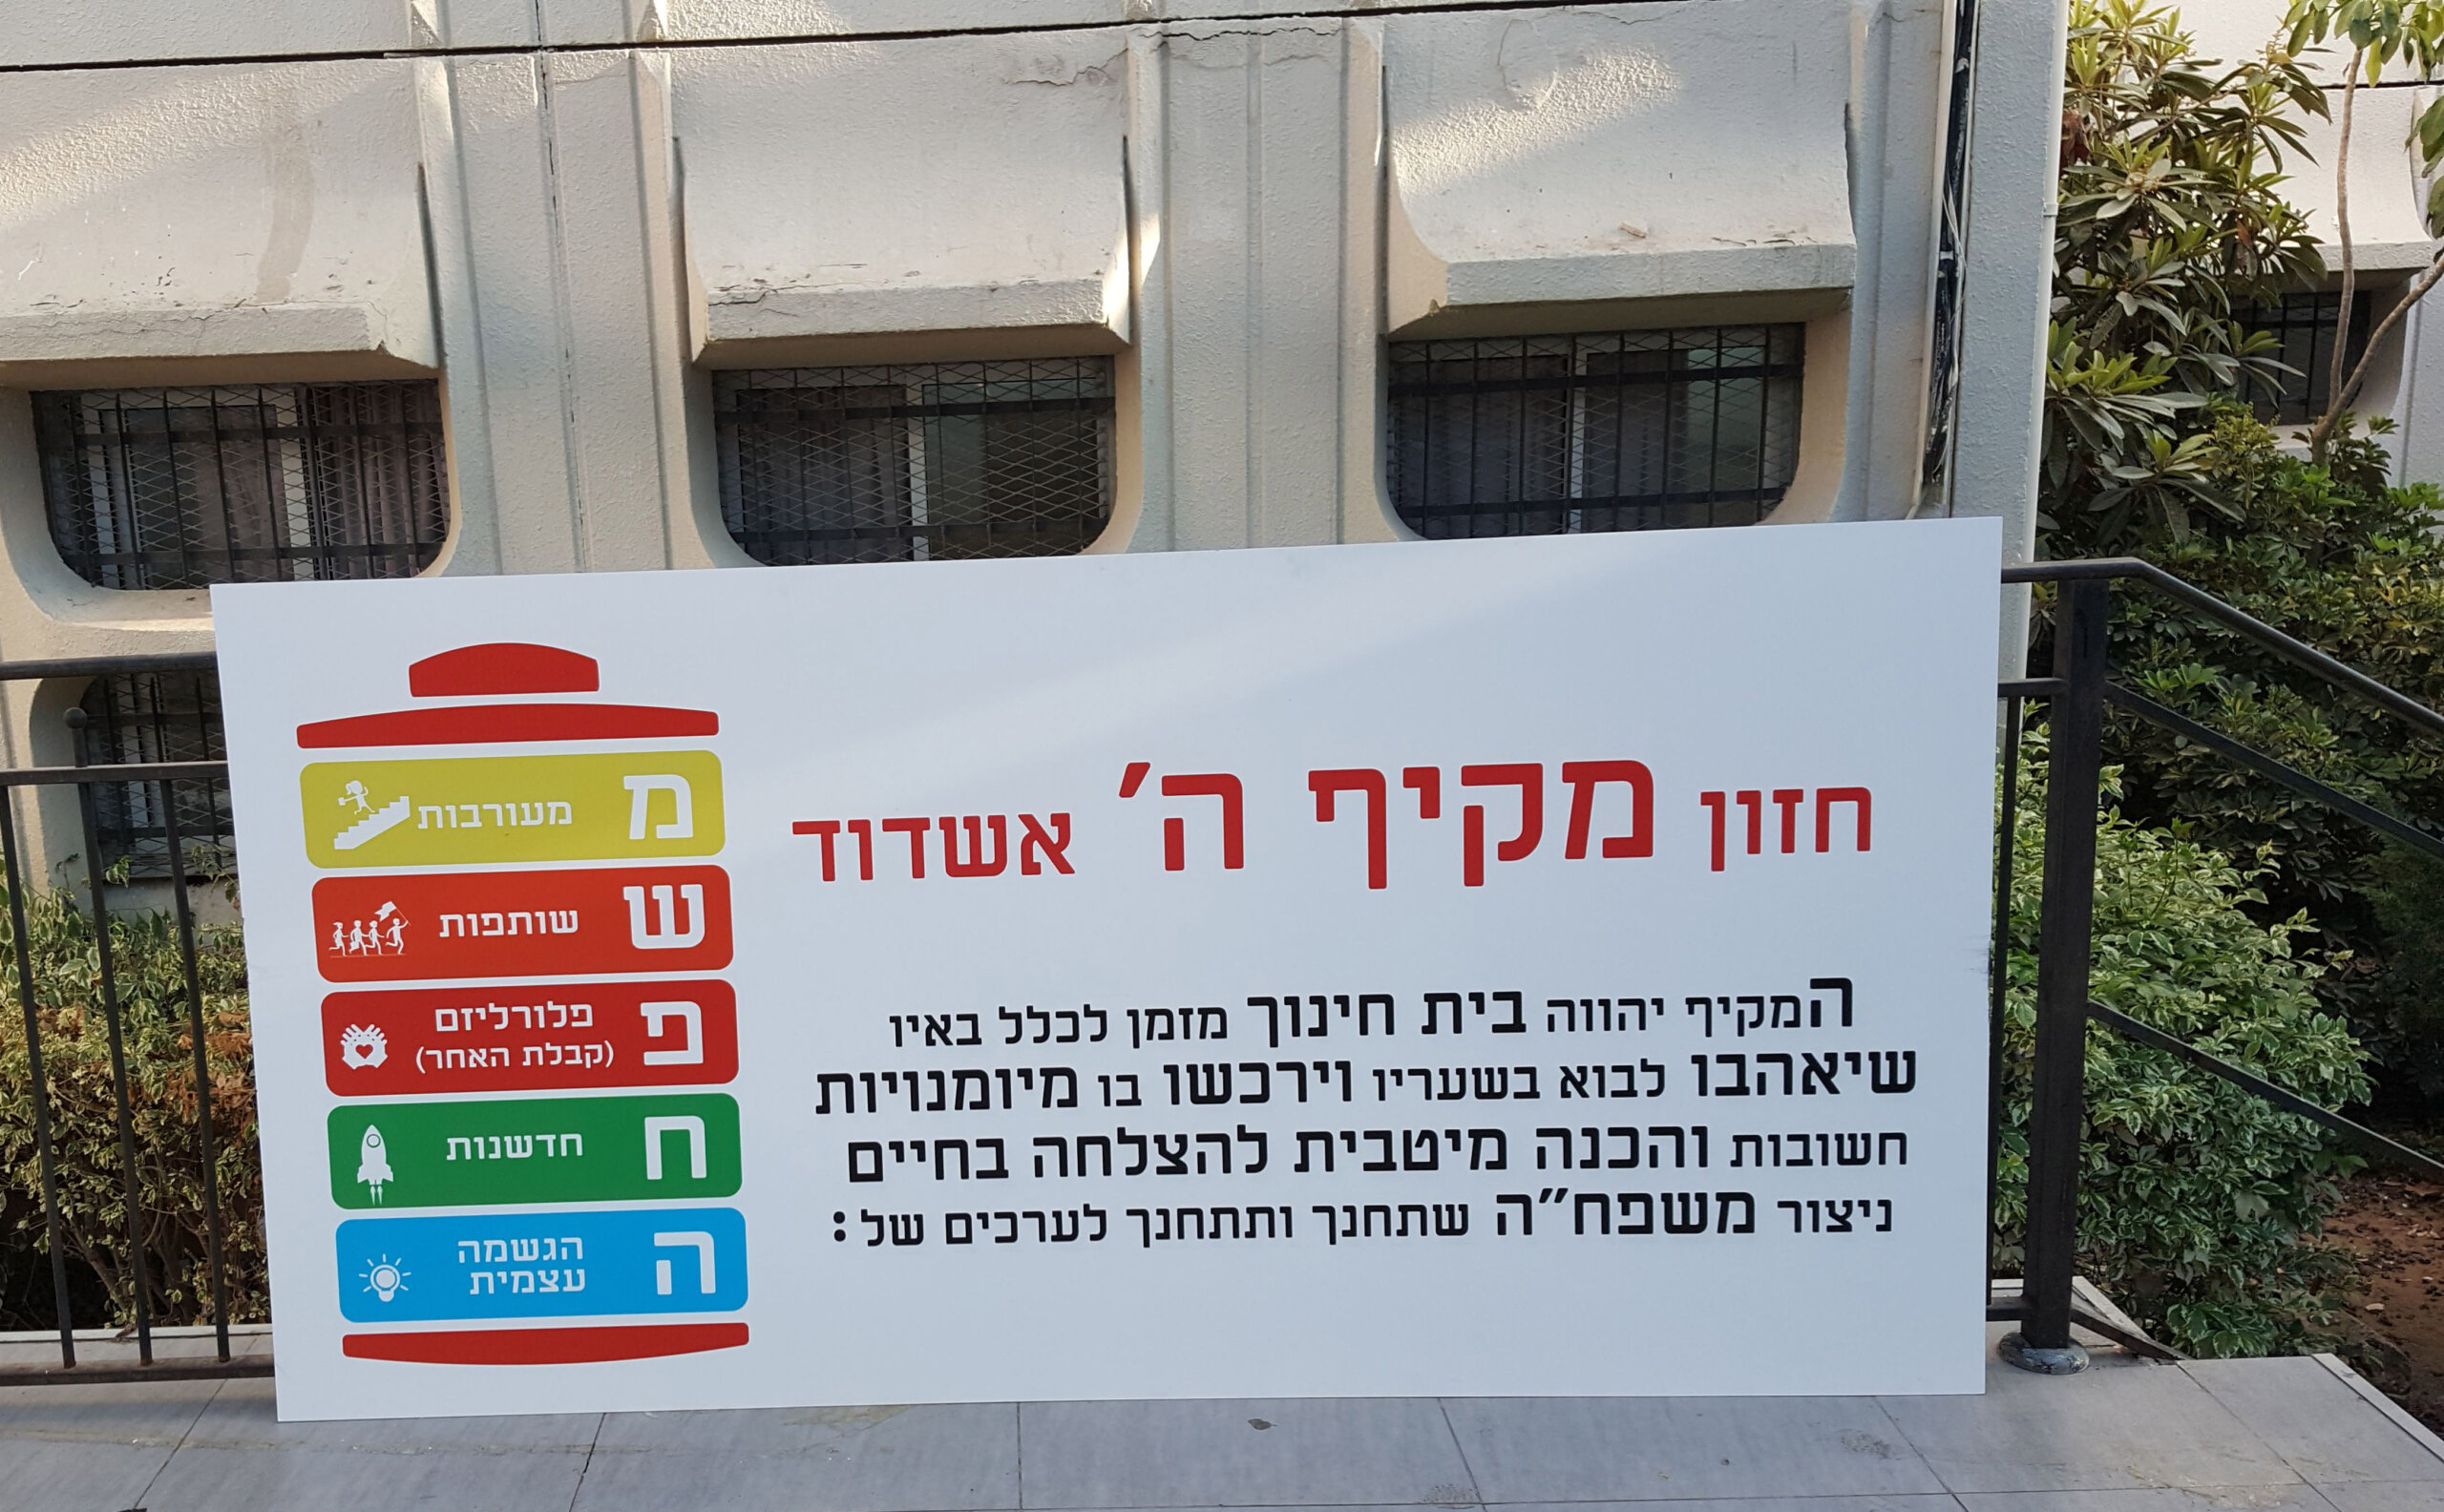 חזון מקיף ה' אשדוד
המקיף יהווה בית חינוך מזמן לכלל באיו
שיאהבו לבוא בשעריו וירכשו בו מיומנויות
חשובות והכנה מיטבית להצלחה בחיים
ניצור משפח"ה שתחנך ותתחנך לערכים של:
מ מעורבות
ש שותפות
פ פלורליזם
(קבלת האחר)
ח חדשנות
ה הגשמה
עצמית